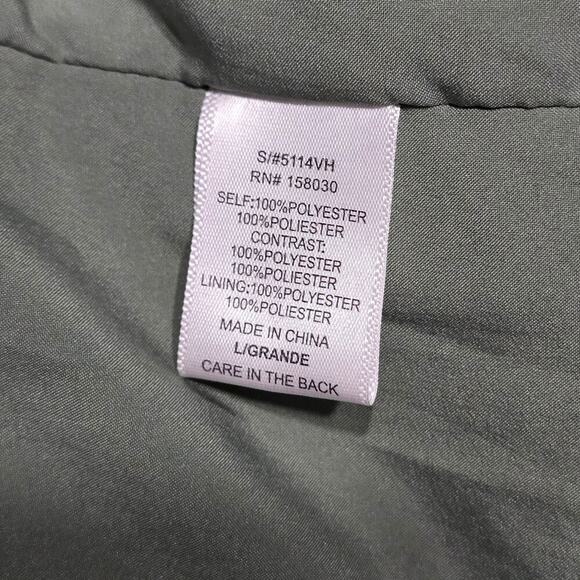 S/#5114VH
RN# 158030
SELF:100%POLYESTER
100%POLIESTER
CONTRAST:
100%POLYESTER
100%POLIESTER
LINING:100%POLYESTER
100%POLIESTER
MADE IN CHINA
L/GRANDE
CARE IN THE BACK